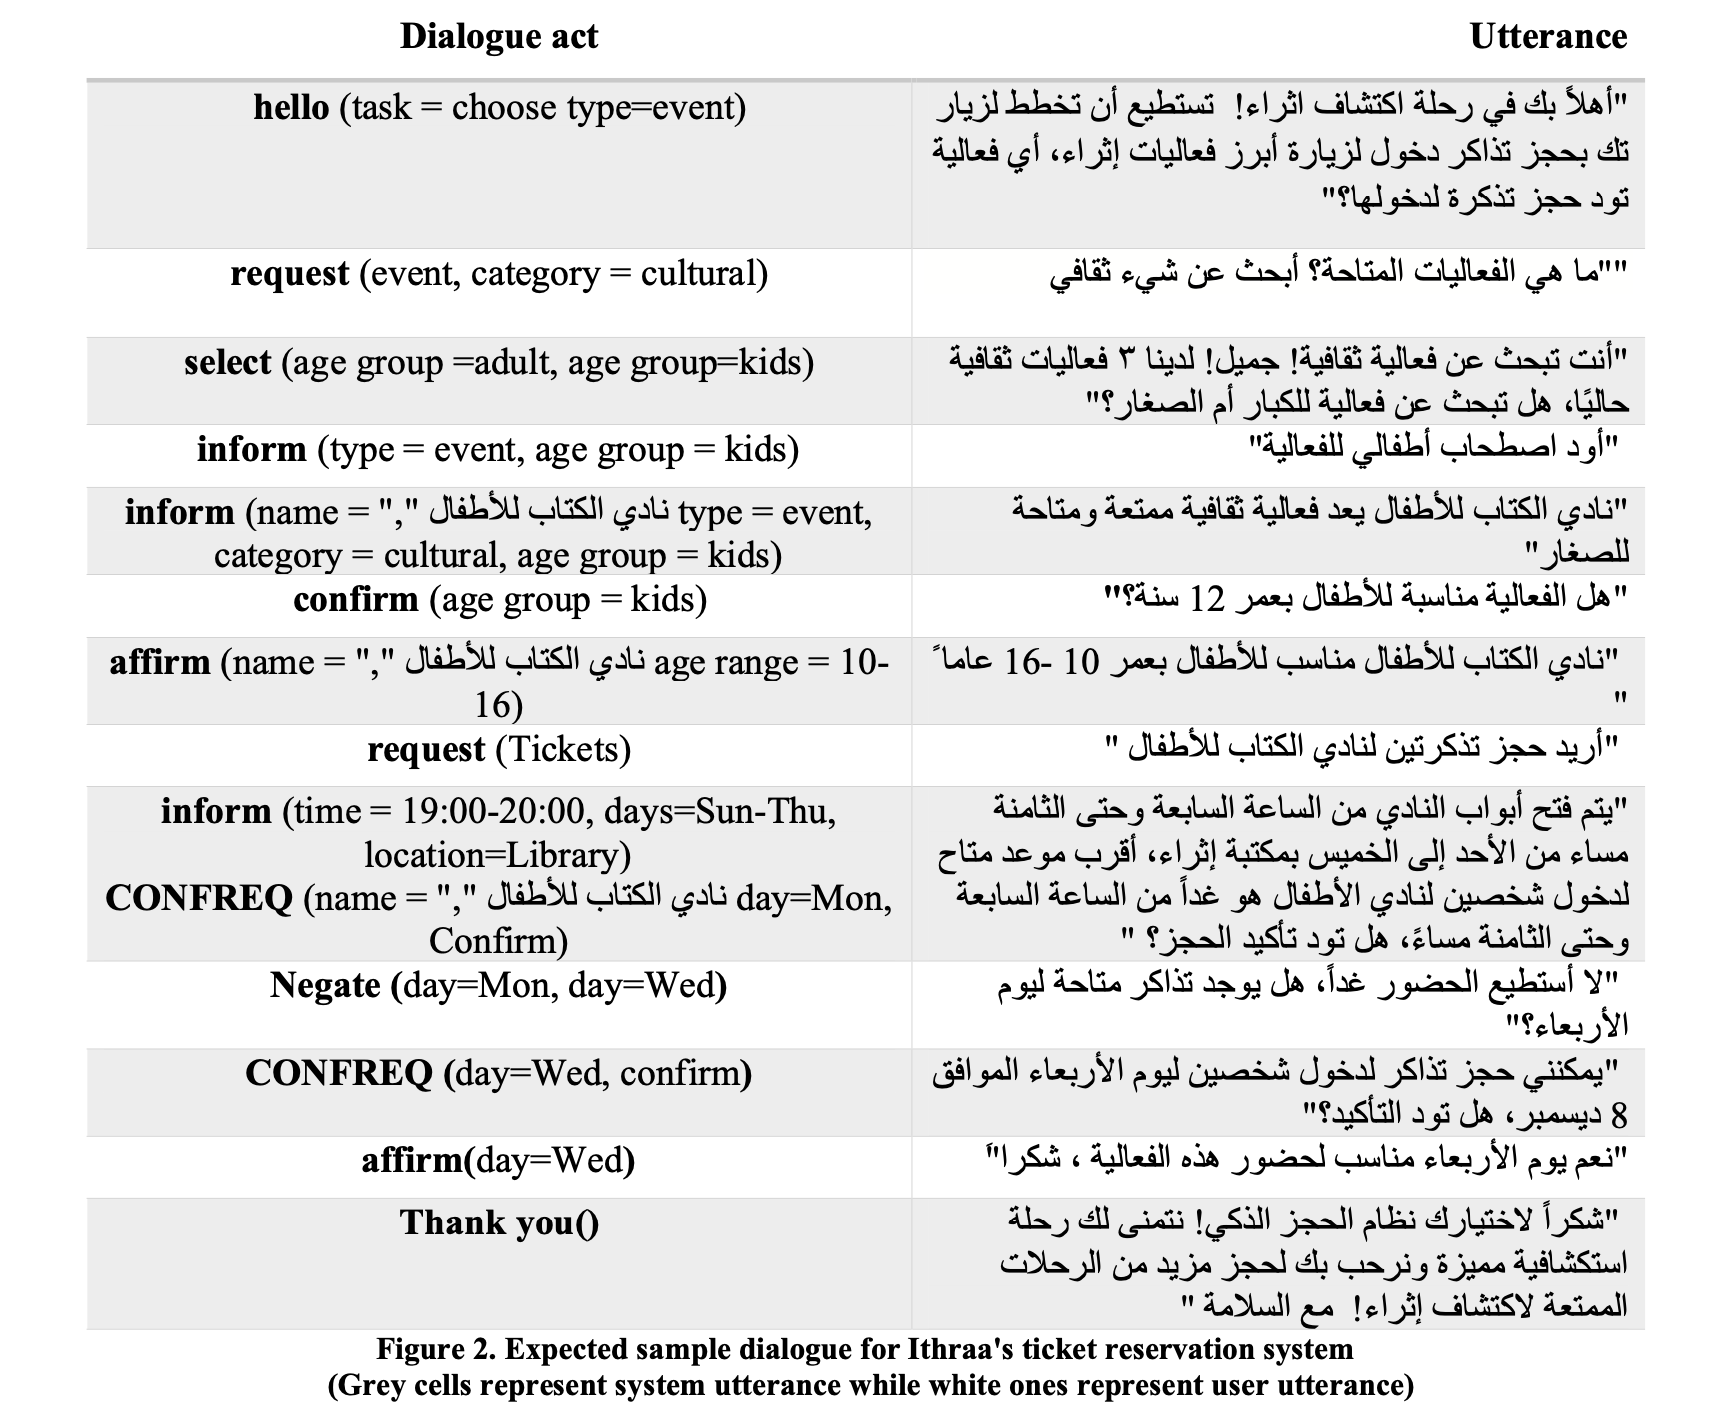 Dialogue act
Utterance
hello (task = choose type=event)
"أهلاً بك في رحلة اكتشاف اثراء!  تستطيع أن تخطط لزيار
تك بحجز تذاكر دخول لزيارة أبرز فعاليات إثراء، أي فعالية
تود حجز تذكرة لدخولها؟"
request (event, category = cultural)
""ما هي الفعاليات المتاحة؟ أبحث عن شيء ثقافي
select (age group =adult, age group=kids)
"أنت تبحث عن فعالية ثقافية! جميل! لدينا ٣ فعاليات ثقافية
حاليًا، هل تبحث عن فعالية للكبار أم الصغار؟"
inform (type = event, age group = kids)
"أود اصطحاب أطفالي للفعالية"
inform (name = "," نادي الكتاب للأطفال type = event,
category = cultural, age group = kids)
"نادي الكتاب للأطفال يعد فعالية ثقافية ممتعة ومتاحة
للصغار"
confirm (age group = kids)
"هل الفعالية مناسبة للأطفال بعمر 12 سنة؟"
affirm (name = "," نادي الكتاب للأطفال age range = 10-
16)
"نادي الكتاب للأطفال مناسب للأطفال بعمر 10 -16 عاما ً
"
request (Tickets)
"أريد حجز تذكرتين لنادي الكتاب للأطفال "
inform (time = 19:00-20:00, days=Sun-Thu,
location=Library)
CONFREQ (name = "," نادي الكتاب للأطفال day=Mon,
Confirm)
"يتم فتح أبواب النادي من الساعة السابعة وحتى الثامنة
مساء من الأحد إلى الخميس بمكتبة إثراء، أقرب موعد متاح
لدخول شخصين لنادي الأطفال هو غداً من الساعة السابعة
وحتى الثامنة مساءً، هل تود تأكيد الحجز؟ "
Negate (day=Mon, day=Wed)
"لا أستطيع الحضور غداً، هل يوجد تذاكر متاحة ليوم
الأربعاء؟"
CONFREQ (day=Wed, confirm)
"يمكنني حجز تذاكر لدخول شخصين ليوم الأربعاء الموافق
8 ديسمبر، هل تود التأكيد؟"
affirm(day=Wed)
"نعم يوم الأربعاء مناسب لحضور هذه الفعالية ، شكرا"ً
Thank you()
"شكراً لاختيارك نظام الحجز الذكي! نتمنى لك رحلة
استكشافية مميزة ونرحب بك لحجز مزيد من الرحلات
الممتعة لاكتشاف إثراء!  مع السلامة "
Figure 2. Expected sample dialogue for Ithraa's ticket reservation system
(Grey cells represent system utterance while white ones represent user utterance)